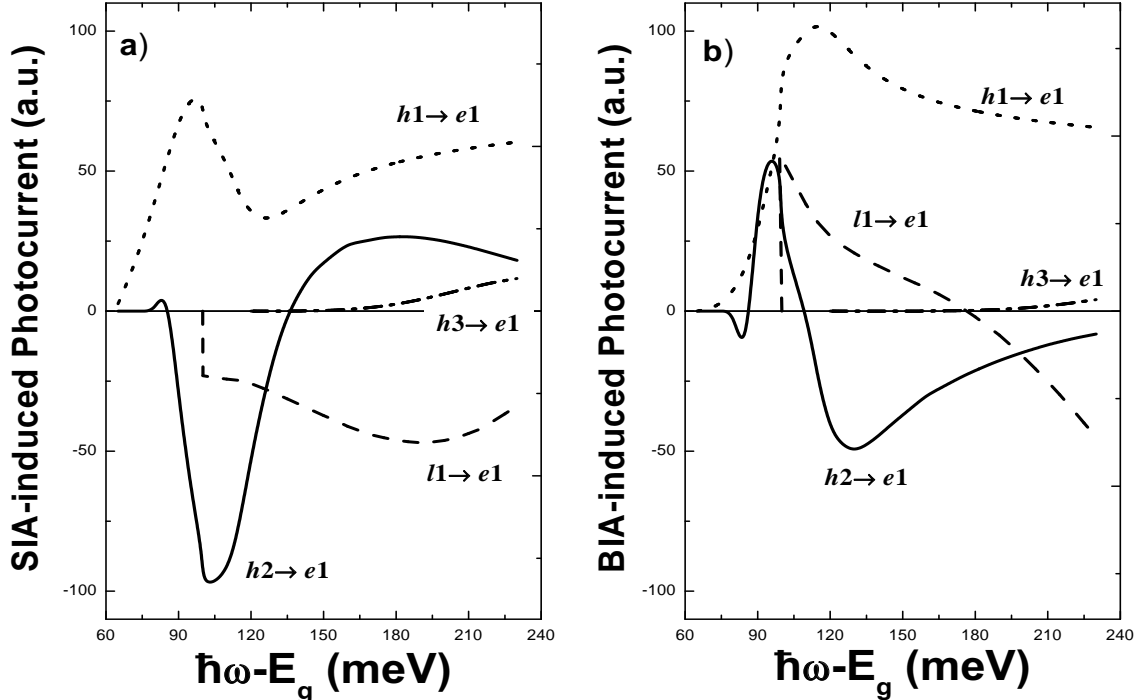 SIA-induced Photocurrent (a.u.)
a)
100
50
0
-50
-100
h1→ e1
h3→ e1
l1→ e1
h2→ e1
60 90 120 150 180 210 240
ħω-Eg (meV)
BIA-induced Photocurrent (a.u.)
b)
100
50
0
-50
-100
h1→ e1
l1→ e1
h3→ e1
h2→ e1
60 90 120 150 180 210 240
ħω-Eg (meV)